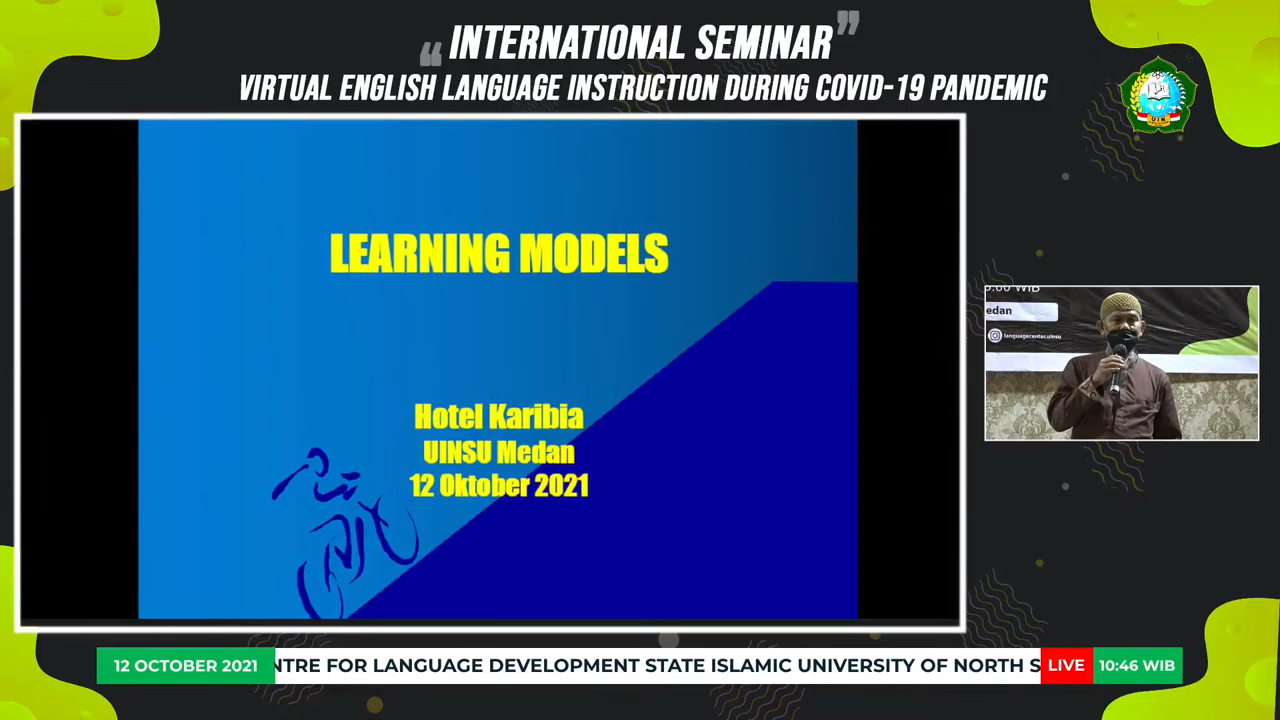 “ INTERNATIONAL SEMINAR ”
VIRTUAL ENGLISH LANGUAGE INSTRUCTION DURING COVID-19 PANDEMIC
UIN
LEARNING MODELS
Hotel Karibia
UINSU Medan
12 Oktober 2021
WIB
edan
languagecenter.uinsu
12 OCTOBER 2021
NTRE FOR LANGUAGE DEVELOPMENT STATE ISLAMIC UNIVERSITY OF NORTH S
LIVE
10:46 WIB